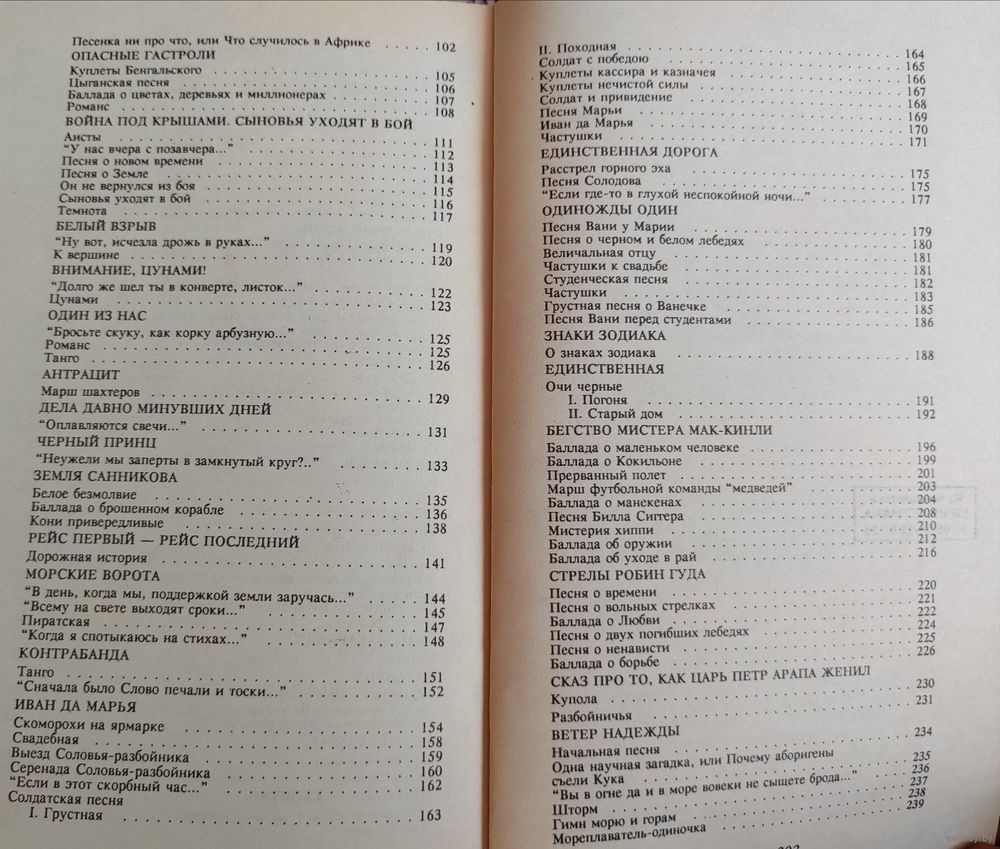 Песенка ни про что, или Что случилось в Африке . . . . . 102
ОПАСНЫЕ ГАСТРОЛИ
Куплеты Бенгальского . . . . . 105
Цыганская песня . . . . . 106
Баллада о цветах, деревьях и миллионерах . . . . . 107
Романс . . . . . 108
ВОЙНА ПОД КРЫШАМИ. СЫНОВЬЯ УХОДЯТ В БОЙ
Аисты . . . . . 111
“У нас вчера с позавчера...” . . . . . 112
Песня о новом времени . . . . . 113
Песня о Земле . . . . . 114
Он не вернулся из боя . . . . . 115
Сыновья уходят в бой . . . . . 116
Темнота . . . . . 117
БЕЛЫЙ ВЗРЫВ
“Ну вот, исчезла дрожь в руках...” . . . . . 119
К вершине . . . . . 120
ВНИМАНИЕ, ЦУНАМИ!
“Долго же шел ты в конверте, листок...” . . . . . 122
Цунами . . . . . 123
ОДИН ИЗ НАС
“Бросьте скуку, как корку арбузную...” . . . . . 125
Романс . . . . . 125
Танго . . . . . 126
АНТРАЦИТ
Марш шахтеров . . . . . 129
ДЕЛА ДАВНО МИНУВШИХ ДНЕЙ
“Оплавляются свечи...” . . . . . 131
ЧЕРНЫЙ ПРИНЦ
“Неужели мы заперты в замкнутый круг?..” . . . . . 133
ЗЕМЛЯ САННИКОВА
Белое безмолвие . . . . . 135
Баллада о брошенном корабле . . . . . 136
Кони привередливые . . . . . 138
РЕЙС ПЕРВЫЙ — РЕЙС ПОСЛЕДНИЙ
Дорожная история . . . . . 141
МОРСКИЕ ВОРОТА
“В день, когда мы, поддержкой земли заручась...” . . . . . 144
“Всему на свете выходят сроки...” . . . . . 145
Пиратская . . . . . 147
“Когда я спотыкаюсь на стихах...” . . . . . 148
КОНТРАБАНДА
Танго . . . . . 151
“Сначала было Слово печали и тоски...” . . . . . 152
ИВАН ДА МАРЬЯ
Скоморохи на ярмарке . . . . . 154
Свадебная . . . . . 158
Выезд Соловья-разбойника . . . . . 159
Серенада Соловья-разбойника . . . . . 160
“Если в этот скорбный час...” . . . . . 162
Солдатская песня
I. Грустная . . . . . 163
II. Походная . . . . . 164
Солдат с победою . . . . . 165
Куплеты кассира и казначея . . . . . 166
Куплеты нечистой силы . . . . . 167
Солдат и привидение . . . . . 168
Песня Марьи . . . . . 169
Иван да Марья . . . . . 170
Частушки . . . . . 171
ЕДИНСТВЕННАЯ ДОРОГА
Расстрел горного эха . . . . . 175
Песня Солодова . . . . . 175
“Если где-то в глухой неспокойной ночи...” . . . . . 177
ОДИНОЖДЫ ОДИН
Песня Вани у Марии . . . . . 179
Песня о черном и белом лебедях . . . . . 180
Величальная отцу . . . . . 181
Частушки к свадьбе . . . . . 181
Студенческая песня . . . . . 182
Частушки . . . . . 183
Грустная песня о Ванечке . . . . . 185
Песня Вани перед студентами . . . . . 186
ЗНАКИ ЗОДИАКА
О знаках зодиака . . . . . 188
ЕДИНСТВЕННАЯ
Очи черные
I. Погоня . . . . . 191
II. Старый дом . . . . . 192
БЕГСТВО МИСТЕРА МАК-КИНЛИ
Баллада о маленьком человеке . . . . . 196
Баллада о Кокильоне . . . . . 199
Прерванный полет . . . . . 201
Марш футбольной команды “медведей” . . . . . 203
Баллада о манекенах . . . . . 204
Песня Билла Сиггера . . . . . 208
Мистерия хиппи . . . . . 210
Баллада об оружии . . . . . 212
Баллада об уходе в рай . . . . . 216
СТРЕЛЫ РОБИН ГУДА
Песня о времени . . . . . 220
Песня о вольных стрелках . . . . . 221
Баллада о Любви . . . . . 222
Песня о двух погибших лебедях . . . . . 224
Песня о ненависти . . . . . 225
Баллада о борьбе . . . . . 226
СКАЗ ПРО ТО, КАК ЦАРЬ ПЕТР АРАПА ЖЕНИЛ
Купола . . . . . 230
Разбойничья . . . . . 231
ВЕТЕР НАДЕЖДЫ
Начальная песня . . . . . 234
Одна научная загадка, или Почему аборигены
съели Кука . . . . . 235
“Вы в огне да и в море вовеки не сыщете брода...” . . . . . 236
Шторм . . . . . 237
Гимн морю и горам . . . . . 238
Мореплаватель-одиночка . . . . . 239